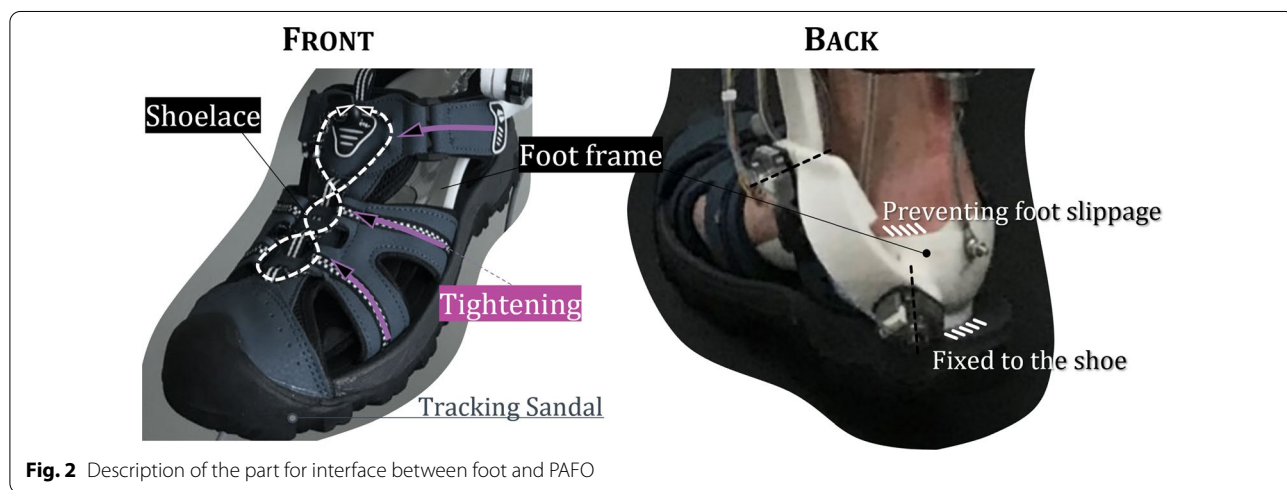 FRONT
BACK
Shoelace
Foot frame
Preventing foot slippage
Tightening
Fixed to the shoe
Tracking Sandal
Fig. 2 Description of the part for interface between foot and PAFO